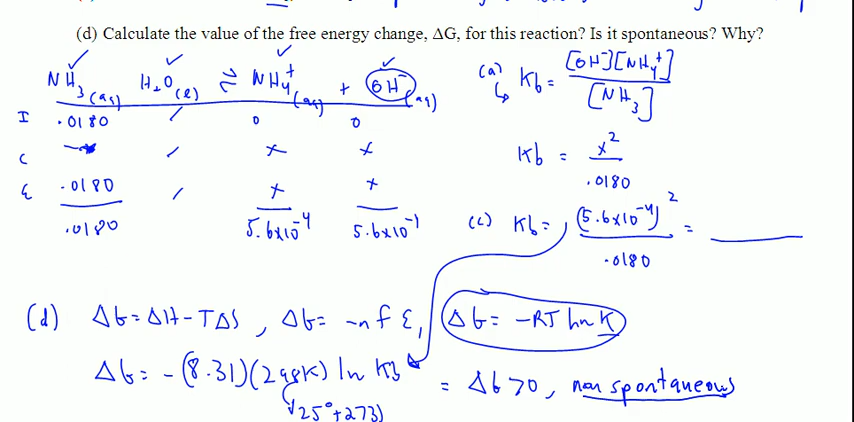 (d) Calculate the value of the free energy change, ΔG, for this reaction? Is it spontaneous? Why?
NH₃(aq) H₂O(l) ⇌ NH₄⁺(aq) + OH⁻(aq)
I .0180 / 0 0
C -x / x x
E .0180 / x x
.0180 5.6x10⁻⁴ 5.6x10⁻¹
(a) Kb = [OH⁻][NH₄⁺] / [NH₃]
Kb = x² / .0180
(c) Kb = (5.6x10⁻⁴)² / .0180 = ____
(d) ΔG = ΔH - TΔS , ΔG = -nfε, ΔG = -RT ln K
ΔG = -(8.31)(298K) ln Kb = ΔG>0, non spontaneous
(25°+273)